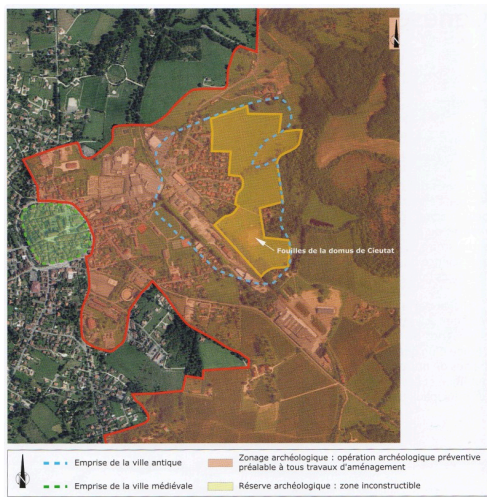 Fouilles de la domus de Cieutat
Emprise de la ville antique
Emprise de la ville médiévale
Zonage archéologique : opération archéologique préventive
préalable à tous travaux d'aménagement
Réserve archéologique : zone inconstructible